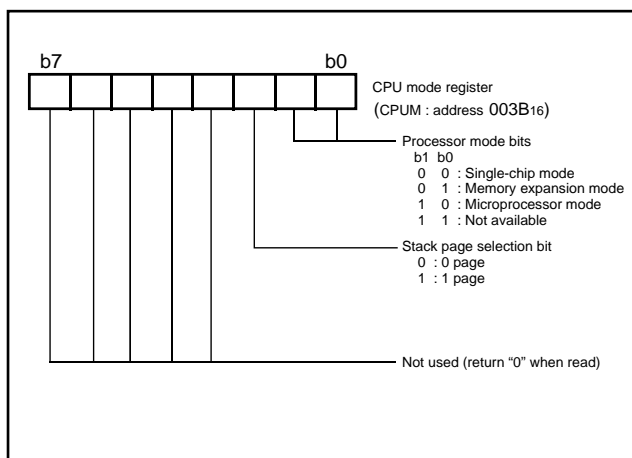 b7 b0
CPU mode register
(CPUM : address 003B16)
Processor mode bits
b1 b0
0 0 : Single-chip mode
0 1 : Memory expansion mode
1 0 : Microprocessor mode
1 1 : Not available
Stack page selection bit
0 : 0 page
1 : 1 page
Not used (return “0” when read)